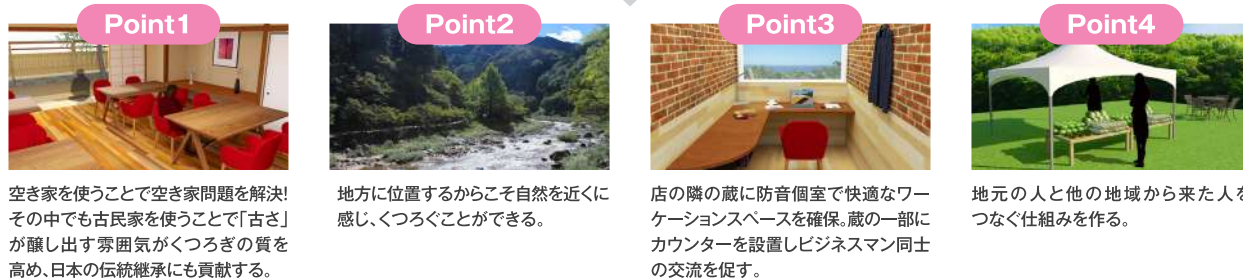 Point1
空き家を使うことで空き家問題を解決!
その中でも古民家を使うことで「古さ」
が醸し出す雰囲気がくつろぎの質を
高め、日本の伝統継承にも貢献する。
Point2
地方に位置するからこそ自然を近くに
感じ、くつろぐことができる。
Point3
店の隣の蔵に防音個室で快適なワー
ケーションスペースを確保。蔵の一部に
カウンターを設置しビジネスマン同士
の交流を促す。
Point4
地元の人と他の地域から来た人を
つなぐ仕組みを作る。